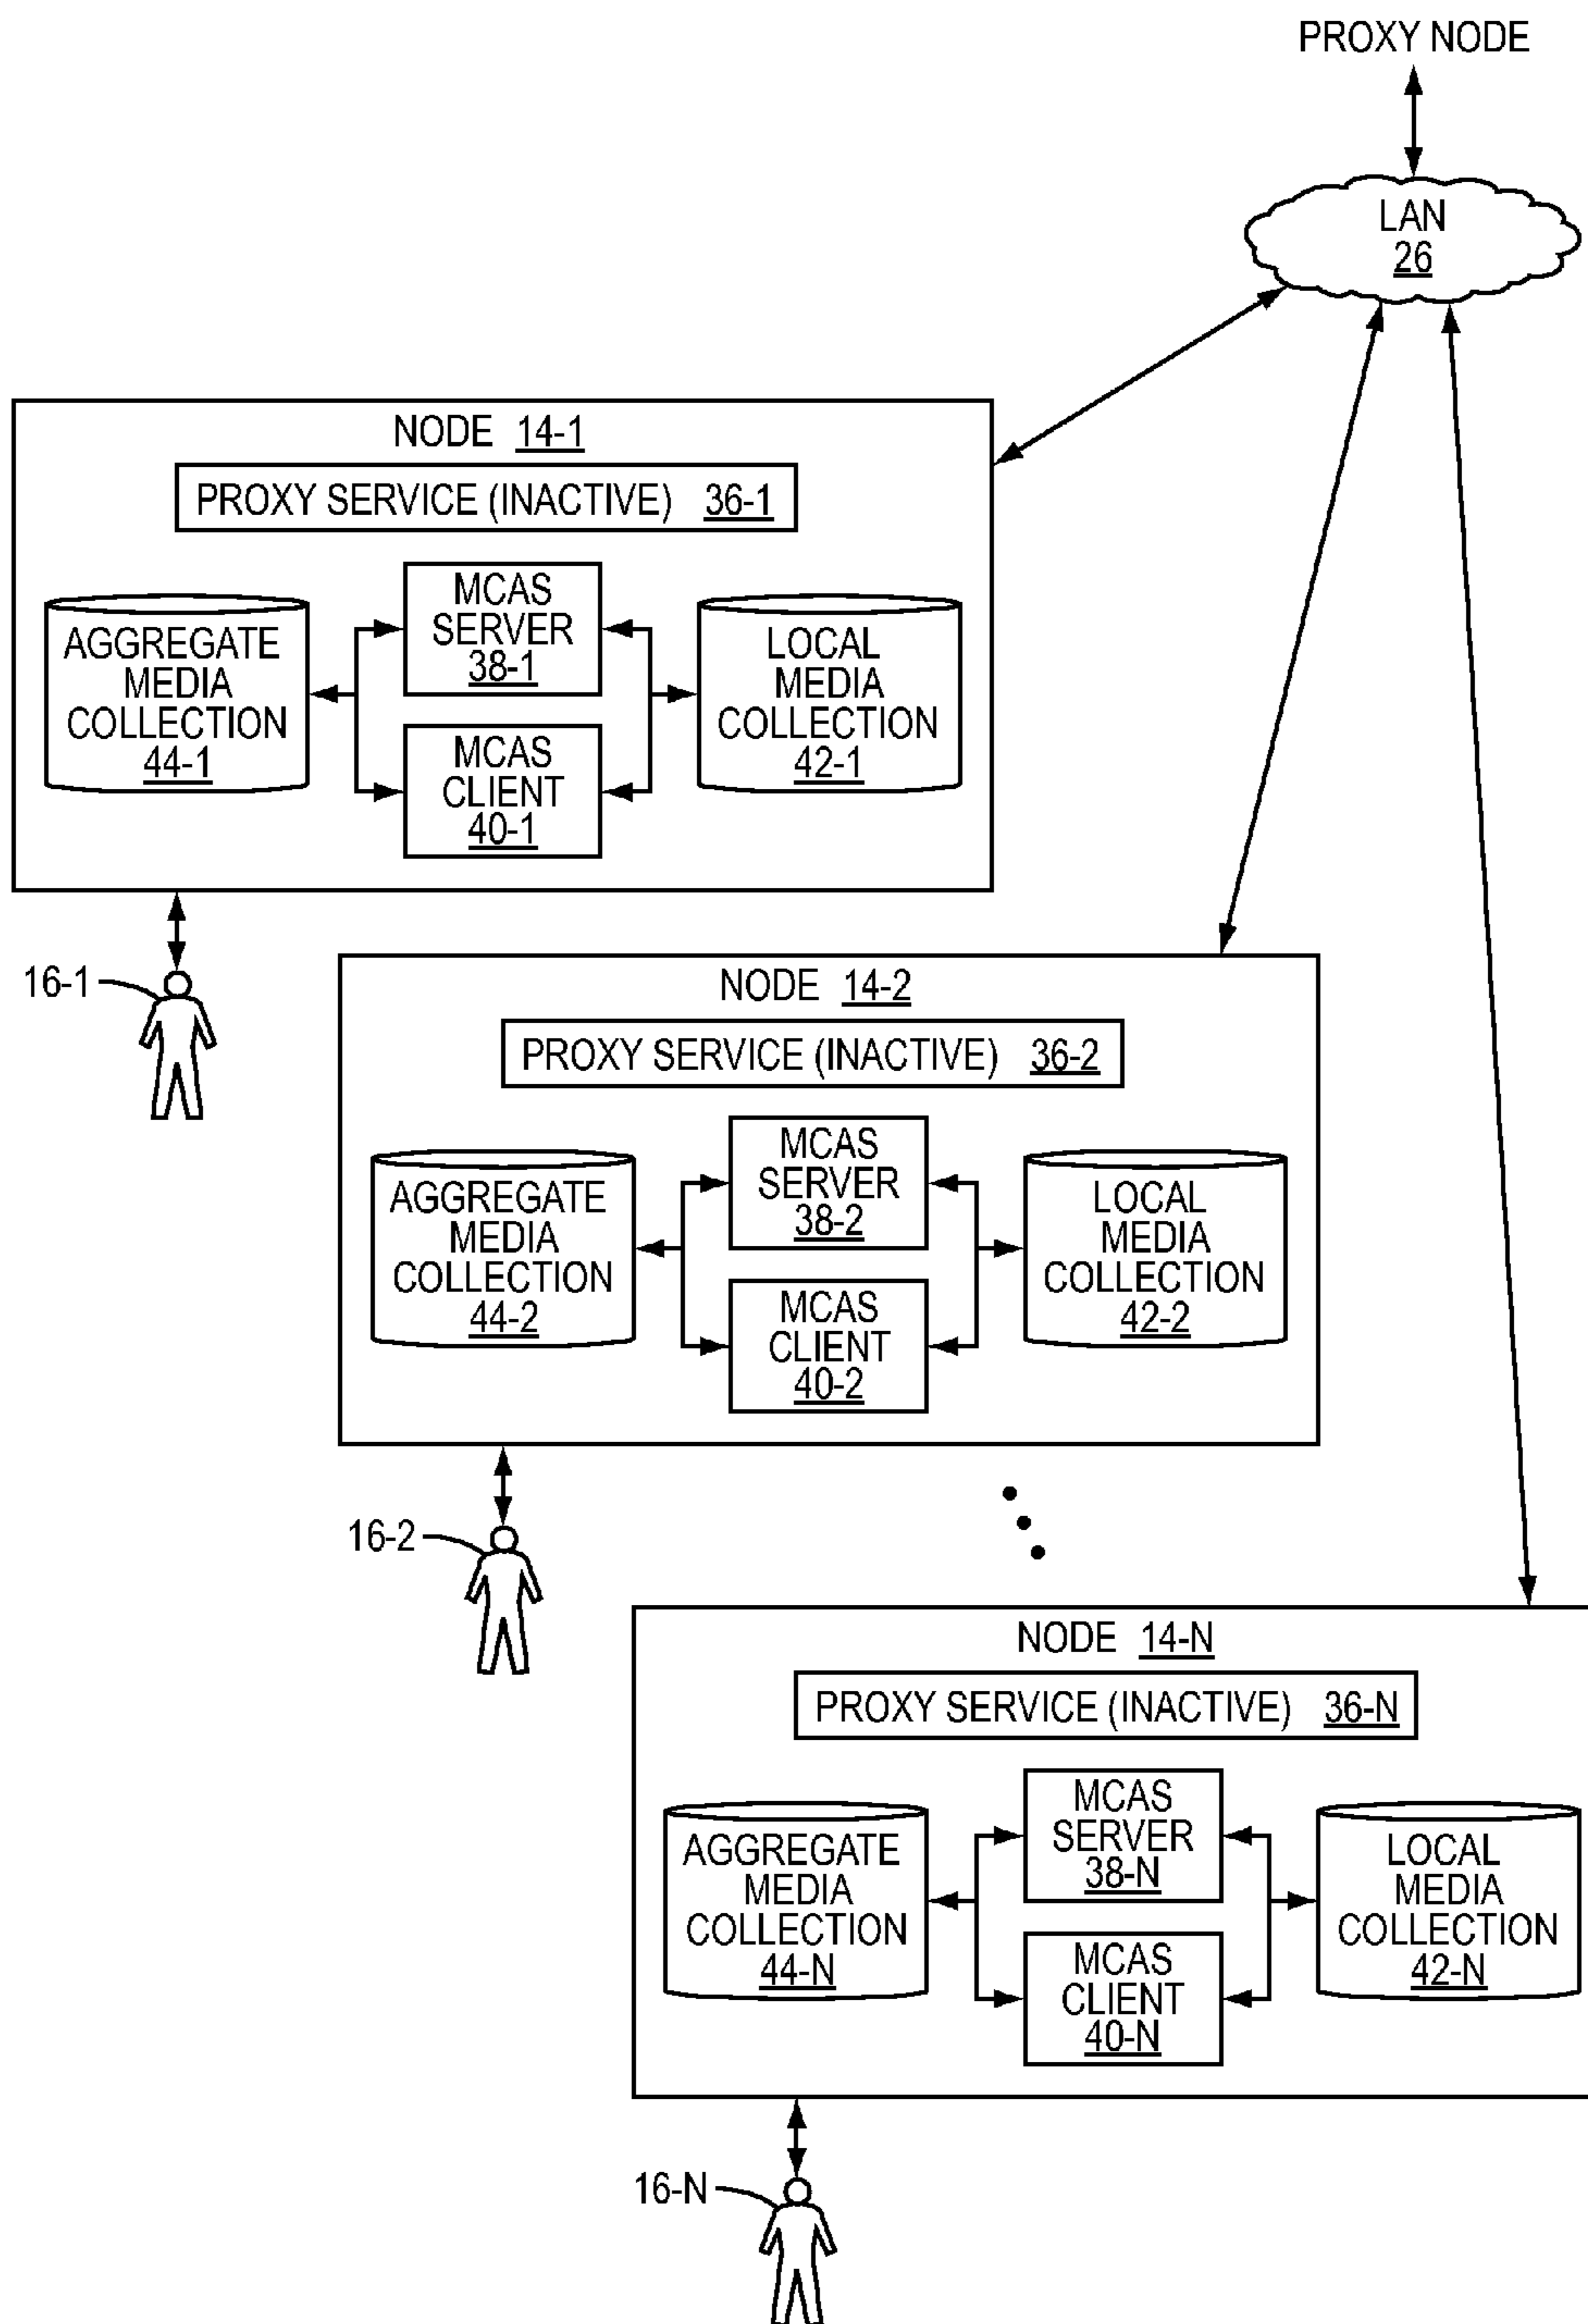 PROXY NODE
LAN
26
NODE 14-1
PROXY SERVICE (INACTIVE) 36-1
AGGREGATE
MEDIA
COLLECTION
44-1
MCAS
SERVER
38-1
MCAS
CLIENT
40-1
LOCAL
MEDIA
COLLECTION
42-1
16-1
NODE 14-2
PROXY SERVICE (INACTIVE) 36-2
AGGREGATE
MEDIA
COLLECTION
44-2
MCAS
SERVER
38-2
MCAS
CLIENT
40-2
LOCAL
MEDIA
COLLECTION
42-2
16-2
NODE 14-N
PROXY SERVICE (INACTIVE) 36-N
AGGREGATE
MEDIA
COLLECTION
44-N
MCAS
SERVER
38-N
MCAS
CLIENT
40-N
LOCAL
MEDIA
COLLECTION
42-N
16-N